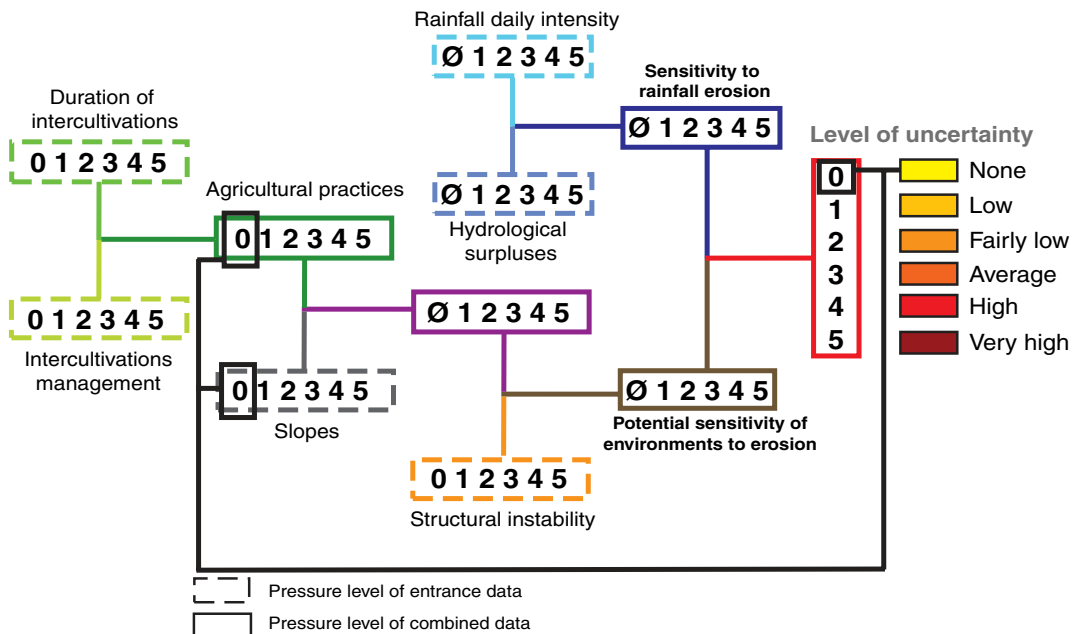 Rainfall daily intensity
Ø 1 2 3 4 5
Sensitivity to
rainfall erosion
Ø 1 2 3 4 5
Duration of
intercultivations
0 1 2 3 4 5
Agricultural practices
0 1 2 3 4 5
Ø 1 2 3 4 5
Hydrological
surpluses
Level of uncertainty
0
1
2
3
4
5
None
Low
Fairly low
Average
High
Very high
0 1 2 3 4 5
Intercultivations
management
Ø 1 2 3 4 5
0 1 2 3 4 5
Slopes
Ø 1 2 3 4 5
Potential sensitivity of
environments to erosion
0 1 2 3 4 5
Structural instability
Pressure level of entrance data
Pressure level of combined data